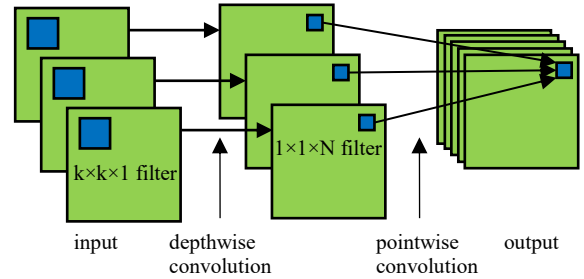 k×k×1 filter
1×1×N filter
input
depthwise
convolution
pointwise
convolution
output